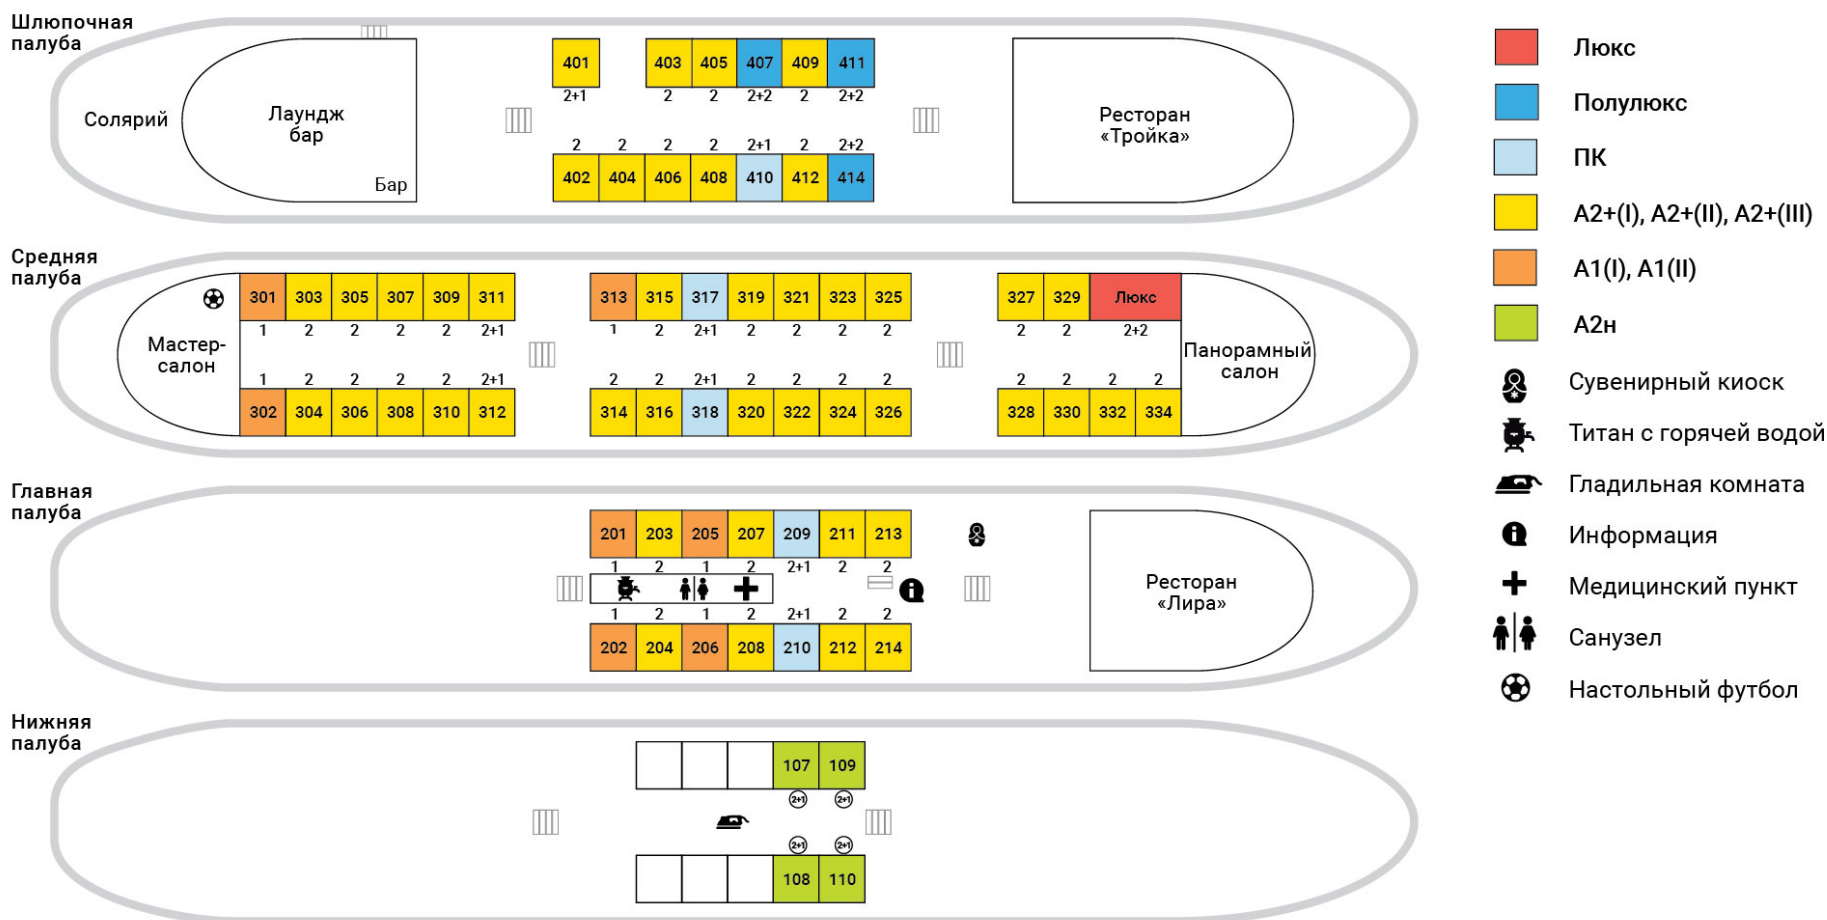 Шлюпочная
палуба
401 403 405 407 409 411
2+1 2 2 2+2 2 2+2
Солярий
Лаундж
бар
Бар
Ресторан
«Тройка»
2 2 2 2 2+1 2 2+2
402 404 406 408 410 412 414
Средняя
палуба
301 303 305 307 309 311 313 315 317 319 321 323 325 327 329 Люкс
1 2 2 2 2 2+1 1 2 2+1 2 2 2 2 2 2 2+2
Мастер-
салон
Панорамный
салон
1 2 2 2 2 2+1 2 2 2+1 2 2 2 2 2 2 2 2
302 304 306 308 310 312 314 316 318 320 322 324 326 328 330 332 334
Главная
палуба
201 203 205 207 209 211 213
1 2 1 2 2+1 2 2
Ресторан
«Лира»
1 2 1 2 2+1 2 2
202 204 206 208 210 212 214
Нижняя
палуба
107 109
2+1 2+1
2+1 2+1
108 110
Люкс
Полулюкс
ПК
А2+(I), А2+(II), А2+(III)
А1(I), А1(II)
А2н
Сувенирный киоск
Титан с горячей водой
Гладильная комната
Информация
Медицинский пункт
Санузел
Настольный футбол